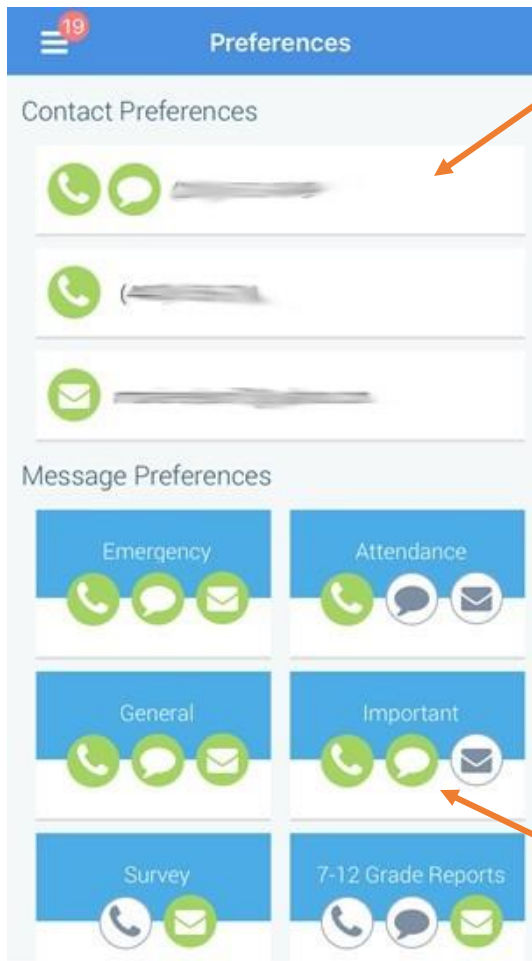 19
Preferences
Contact Preferences
(
Message Preferences
Emergency
Attendance
General
Important
Survey
7-12 Grade Reports